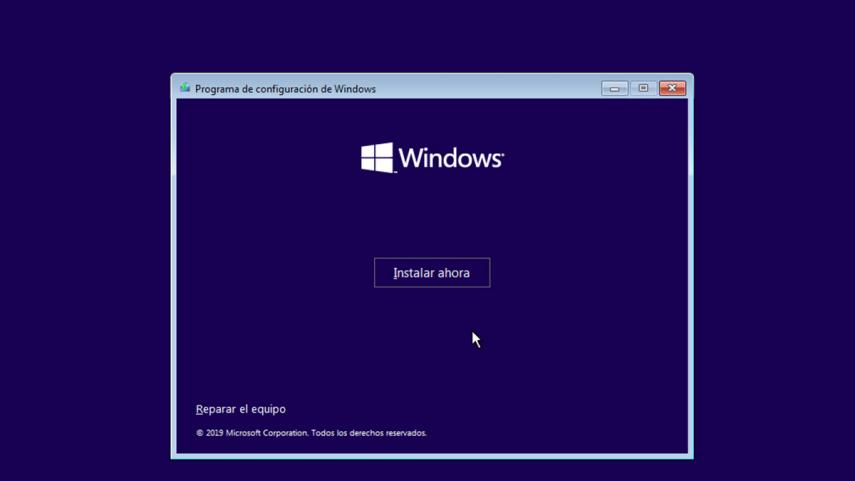 Programa de configuración de Windows
Windows
Instalar ahora
Reparar el equipo
© 2019 Microsoft Corporation. Todos los derechos reservados.